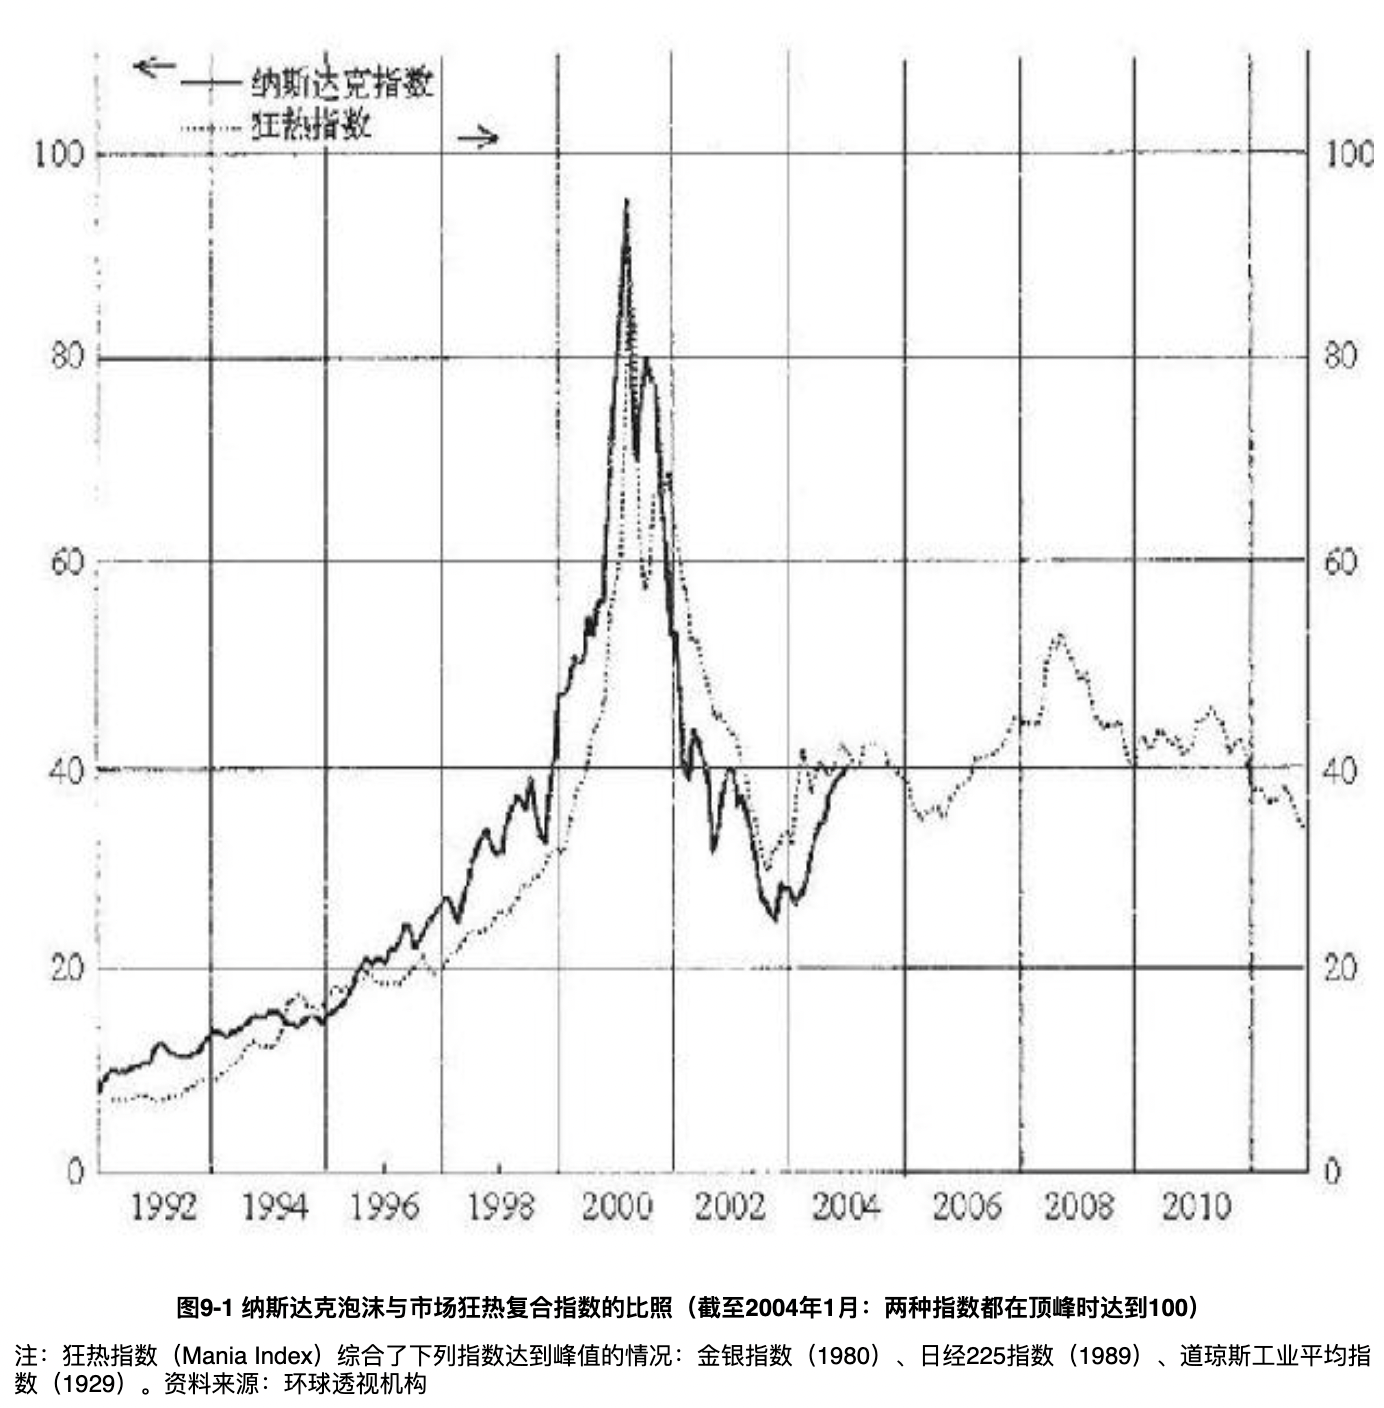 纳斯达克指数
狂热指数
100 100
80 80
60 60
40 40
20 20
0 0
1992 1994 1996 1998 2000 2002 2004 2006 2008 2010
图9-1 纳斯达克泡沫与市场狂热复合指数的比照（截至2004年1月：两种指数都在顶峰时达到100）
注：狂热指数（Mania Index）综合了下列指数达到峰值的情况：金银指数（1980）、日经225指数（1989）、道琼斯工业平均指
数（1929）。资料来源：环球透视机构